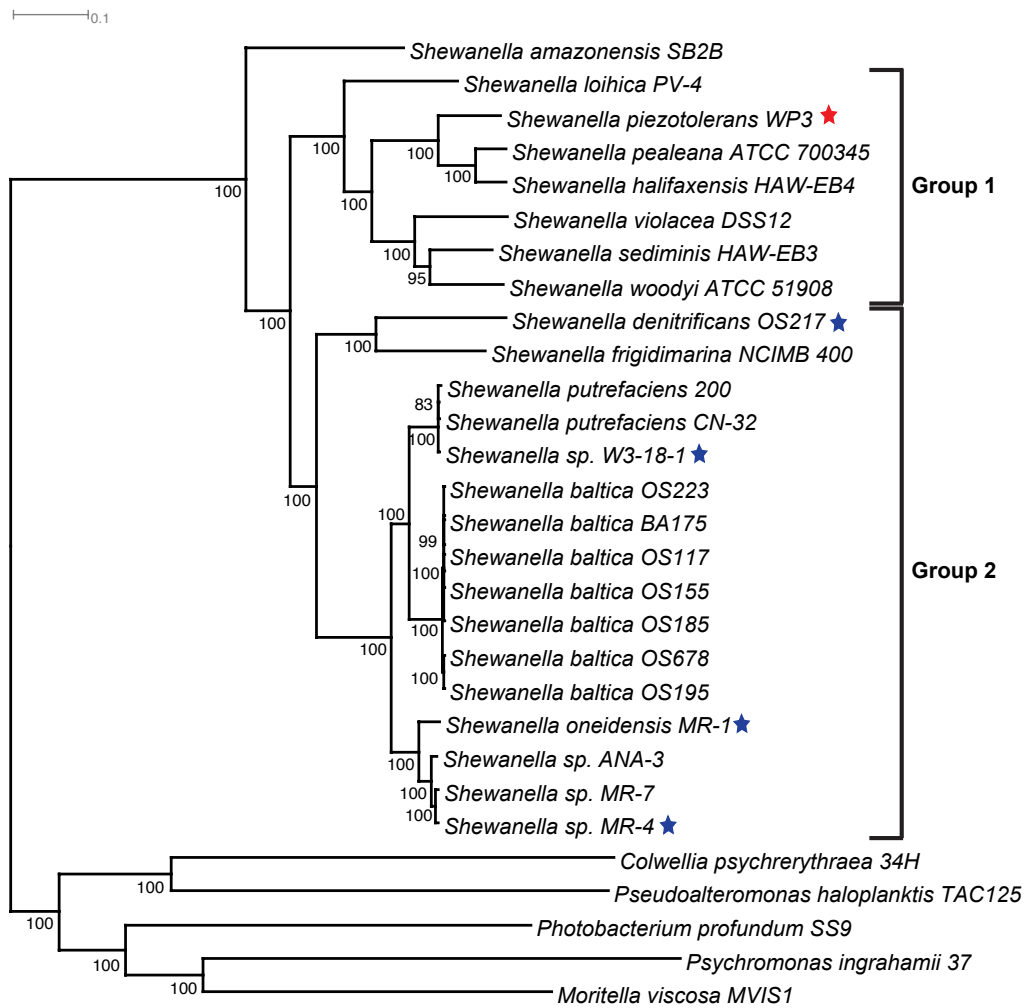 0.1
Shewanella amazonensis SB2B
Shewanella loihica PV-4
Shewanella piezotolerans WP3
100
Shewanella pealeana ATCC 700345
100
100
Shewanella halifaxensis HAW-EB4
Group 1
100
100
Shewanella violacea DSS12
100
Shewanella sediminis HAW-EB3
95
Shewanella woodyi ATCC 51908
100
Shewanella denitrificans OS217
100
Shewanella frigidimarina NCIMB 400
Shewanella putrefaciens 200
83
Shewanella putrefaciens CN-32
100
Shewanella sp. W3-18-1
Shewanella baltica OS223
100
100
Shewanella baltica BA175
99
Shewanella baltica OS117
100
Group 2
Shewanella baltica OS155
Shewanella baltica OS185
100
100
Shewanella baltica OS678
100
Shewanella baltica OS195
Shewanella oneidensis MR-1
Shewanella sp. ANA-3
100
Shewanella sp. MR-7
100
100
Shewanella sp. MR-4
Colwellia psychrerythraea 34H
100
Pseudoalteromonas haloplanktis TAC125
100
Photobacterium profundum SS9
100
Psychromonas ingrahamii 37
100
Moritella viscosa MVIS1